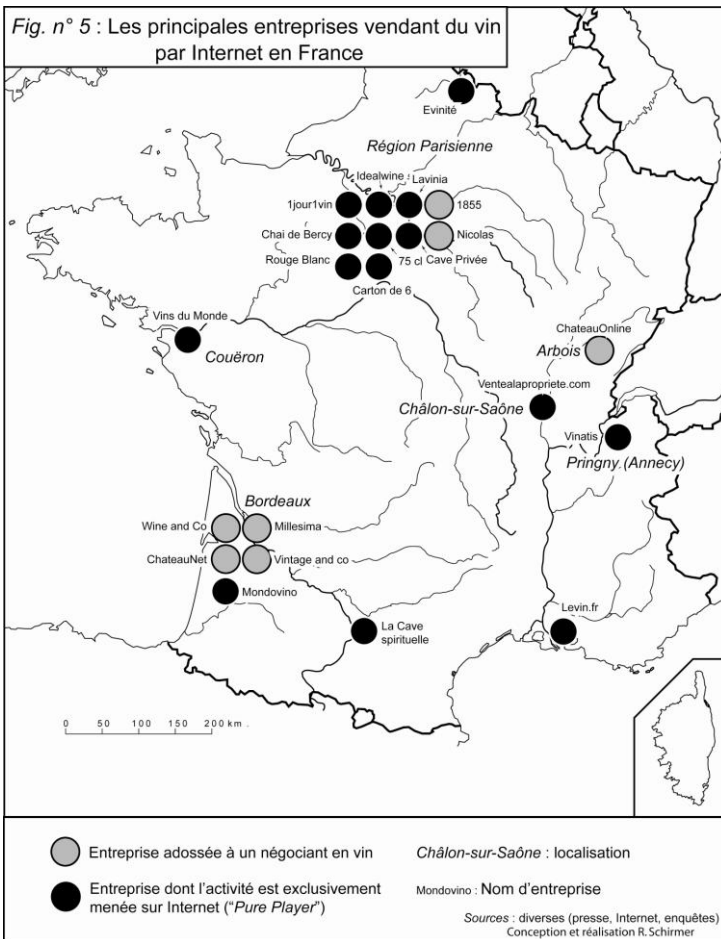 Fig. n° 5 : Les principales entreprises vendant du vin
par Internet en France
Evinité
Région Parisienne
Idealwine
Lavinia
1jour1vin
1855
Chai de Bercy
Nicolas
Rouge Blanc
75 cl
Cave Privée
Carton de 6
Vins du Monde
Couëron
ChateauOnline
Arbois
Ventealapropriete.com
Châlon-sur-Saône
Vinatis
Pringny (Annecy)
Bordeaux
Wine and Co
Millesima
ChateauNet
Vintage and co
Mondovino
La Cave
spirituelle
Levin.fr
0 50 100 150 200 km .
Entreprise adossée à un négociant en vin
Châlon-sur-Saône : localisation
Entreprise dont l'activité est exclusivement
menée sur Internet ("Pure Player")
Mondovino : Nom d'entreprise
Sources : diverses (presse, Internet, enquêtes)
Conception et réalisation R. Schirmer